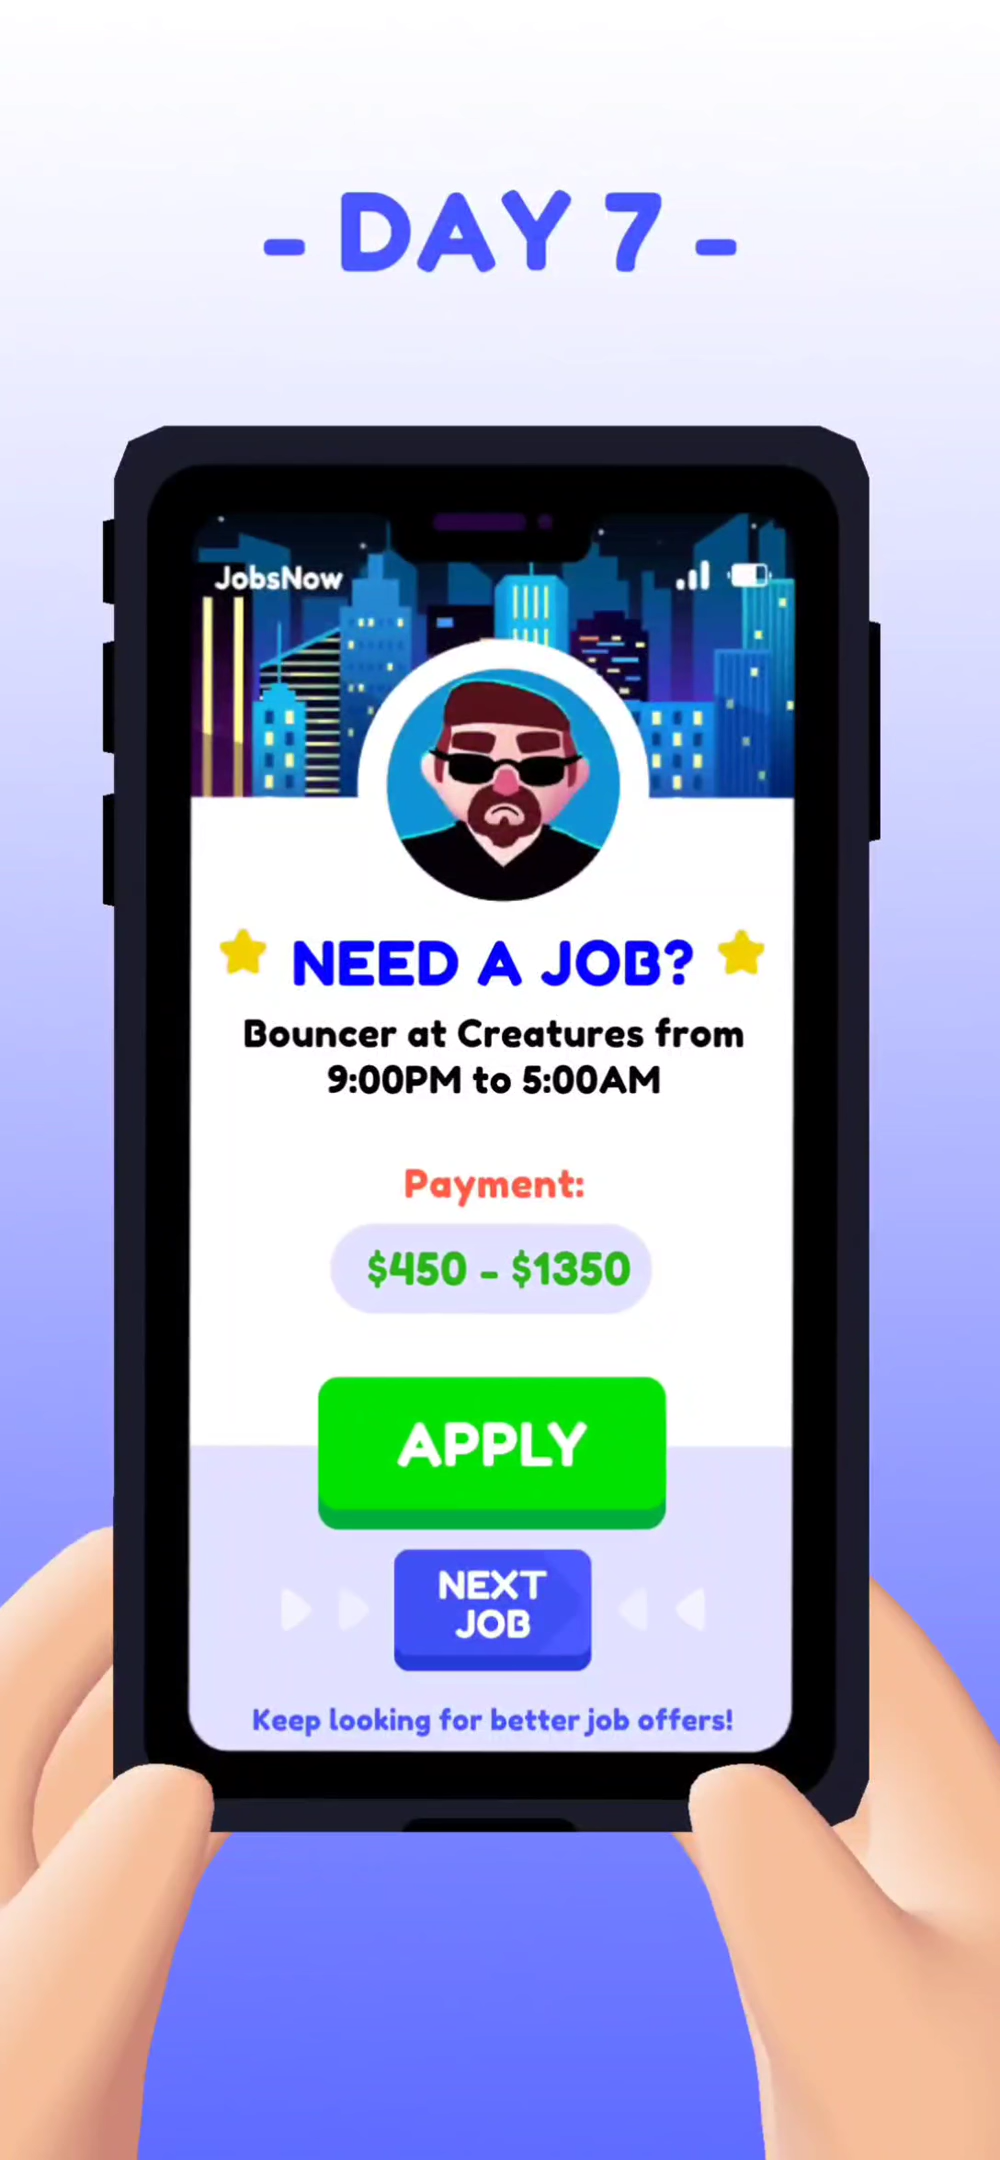 - DAY 7 -
JobsNow
NEED A JOB?
Bouncer at Creatures from
9:00PM to 5:00AM
Payment:
$450 - $1350
APPLY
NEXT
JOB
Keep looking for better job offers!